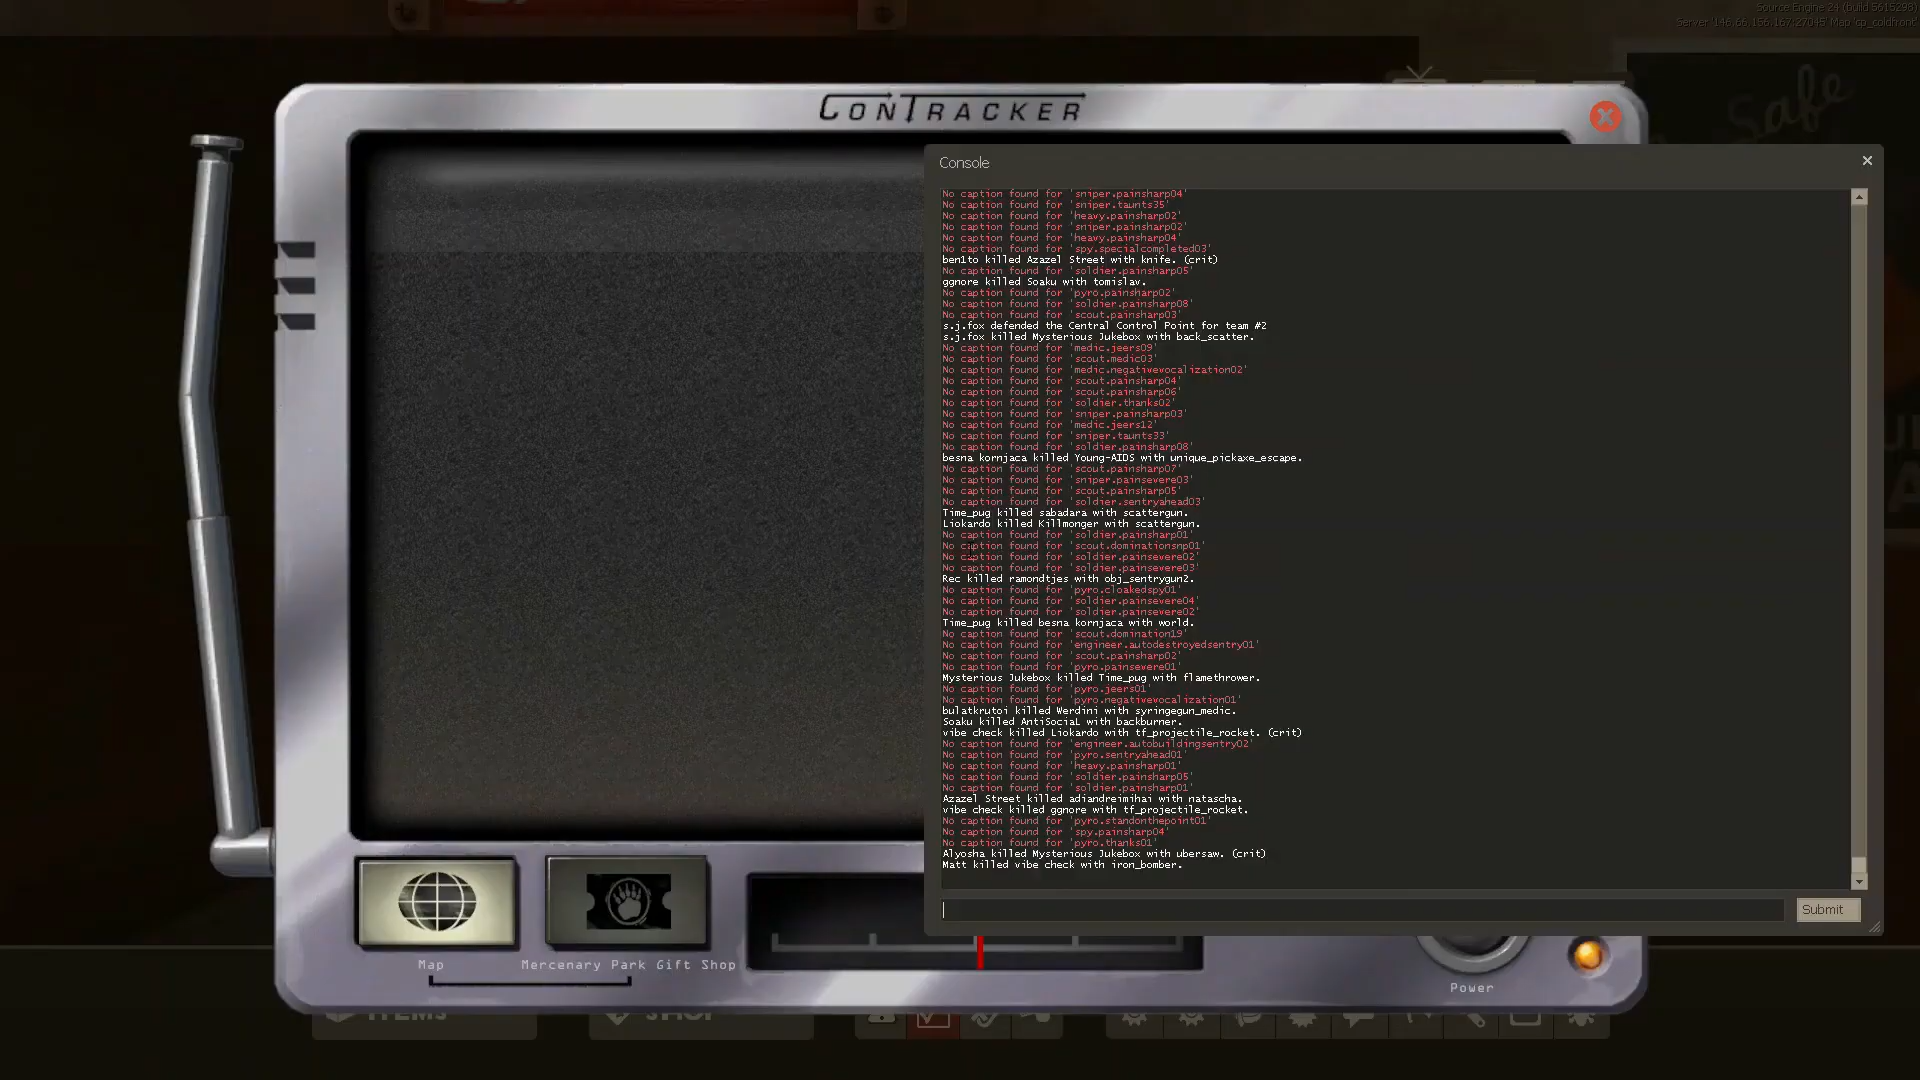 Source Engine 24 (build 5615298)
Server '146.66.156.167:27045' Map 'cp_coldfront'
CONTRACKER
Safe
Console
No caption found for 'sniper.painsharp04'
No caption found for 'sniper.taunts35'
No caption found for 'heavy.painsharp02'
No caption found for 'sniper.painsharp02'
No caption found for 'heavy.painsharp04'
No caption found for 'spy.specialcompleted03'
ben1to killed Azazel Street with knife. (crit)
No caption found for 'soldier.painsharp05'
ggnore killed Soaku with tomislav.
No caption found for 'pyro.painsharp02'
No caption found for 'soldier.painsharp08'
No caption found for 'scout.painsharp03'
s.j.fox defended the Central Control Point for team #2
s.j.fox killed Mysterious Jukebox with back_scatter.
No caption found for 'medic.jeers09'
No caption found for 'scout.medic03'
No caption found for 'medic.negativevocalization02'
No caption found for 'scout.painsharp04'
No caption found for 'scout.painsharp06'
No caption found for 'soldier.thanks02'
No caption found for 'sniper.painsharp03'
No caption found for 'medic.jeers12'
No caption found for 'sniper.taunts33'
No caption found for 'soldier.painsharp08'
besna kornjaca killed Young-AIDS with unique_pickaxe_escape.
No caption found for 'scout.painsharp07'
No caption found for 'sniper.painsevere03'
No caption found for 'scout.painsharp05'
No caption found for 'soldier.sentryahead03'
Time_pug killed sabadara with scattergun.
Liokardo killed Killmonger with scattergun.
No caption found for 'soldier.painsharp01'
No caption found for 'scout.dominationsnp01'
No caption found for 'soldier.painsevere02'
No caption found for 'soldier.painsevere03'
Rec killed ramondtjes with obj_sentrygun2.
No caption found for 'pyro.cloakedspy01'
No caption found for 'soldier.painsevere04'
No caption found for 'soldier.painsevere02'
Time_pug killed besna kornjaca with world.
No caption found for 'scout.domination19'
No caption found for 'engineer.autodestroyedsentry01'
No caption found for 'scout.painsharp02'
No caption found for 'pyro.painsevere01'
Mysterious Jukebox killed Time_pug with flamethrower.
No caption found for 'pyro.jeers01'
No caption found for 'pyro.negativevocalization01'
bulatkrutoi killed Werdini with syringegun_medic.
Soaku killed AntiSociaL with backburner.
vibe check killed Liokardo with tf_projectile_rocket. (crit)
No caption found for 'engineer.autobuildingsentry02'
No caption found for 'pyro.sentryahead01'
No caption found for 'heavy.painsharp01'
No caption found for 'soldier.painsharp05'
No caption found for 'soldier.painsharp01'
Azazel Street killed adiandreimihai with natascha.
vibe check killed ggnore with tf_projectile_rocket.
No caption found for 'pyro.standonthepoint01'
No caption found for 'spy.painsharp04'
No caption found for 'pyro.thanks01'
Alyosha killed Mysterious Jukebox with ubersaw. (crit)
Matt killed vibe check with iron_bomber.
Submit
Map
Mercenary Park Gift Shop
Power
ITEMS
SHOP